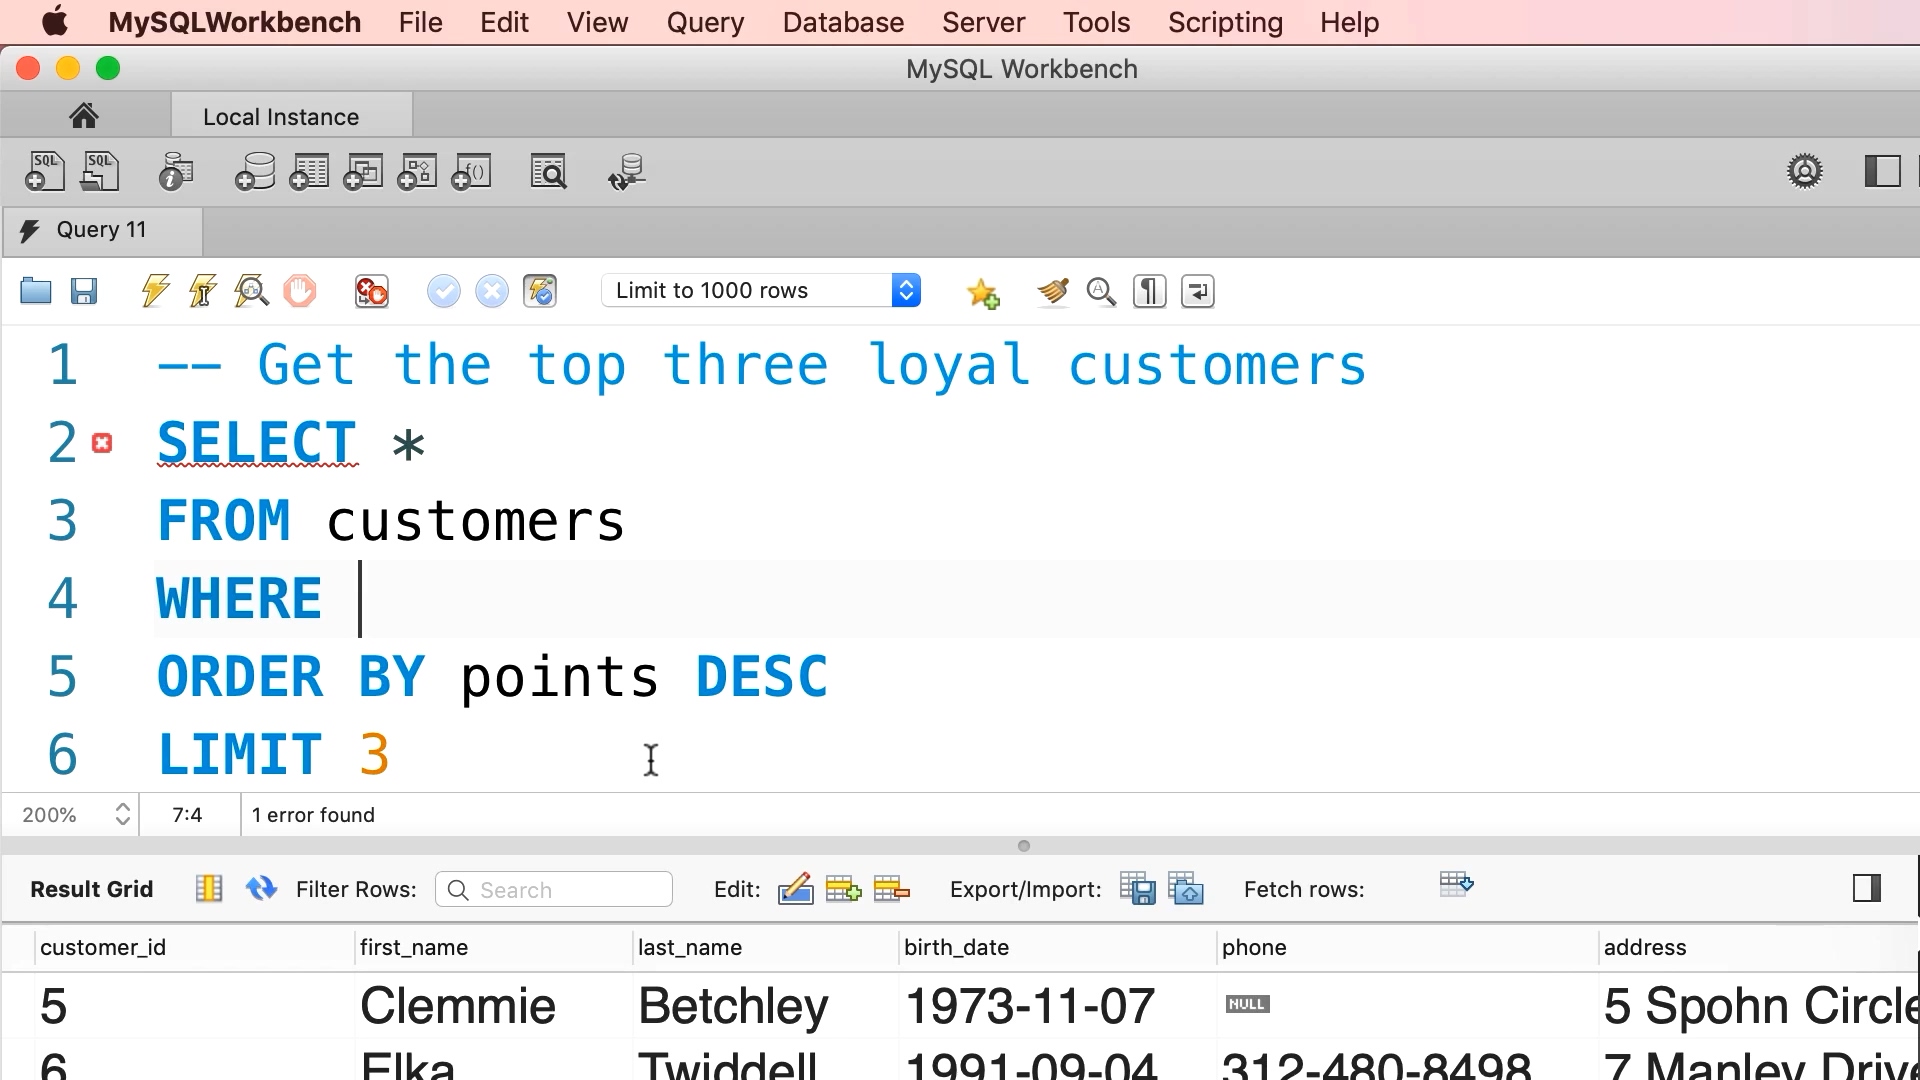 MySQLWorkbench File Edit View Query Database Server Tools Scripting Help
MySQL Workbench
Local Instance
Query 11
Limit to 1000 rows
1 -- Get the top three loyal customers
2 SELECT *
3 FROM customers
4 WHERE
5 ORDER BY points DESC
6 LIMIT 3
200% 7:4 1 error found
Result Grid Filter Rows: Search Edit: Export/Import: Fetch rows:
customer_id first_name last_name birth_date phone address
5 Clemmie Betchley 1973-11-07 NULL 5 Spohn Circle
6 Elka Twiddell 1991-09-04 312-480-8498 7 Manley Drive